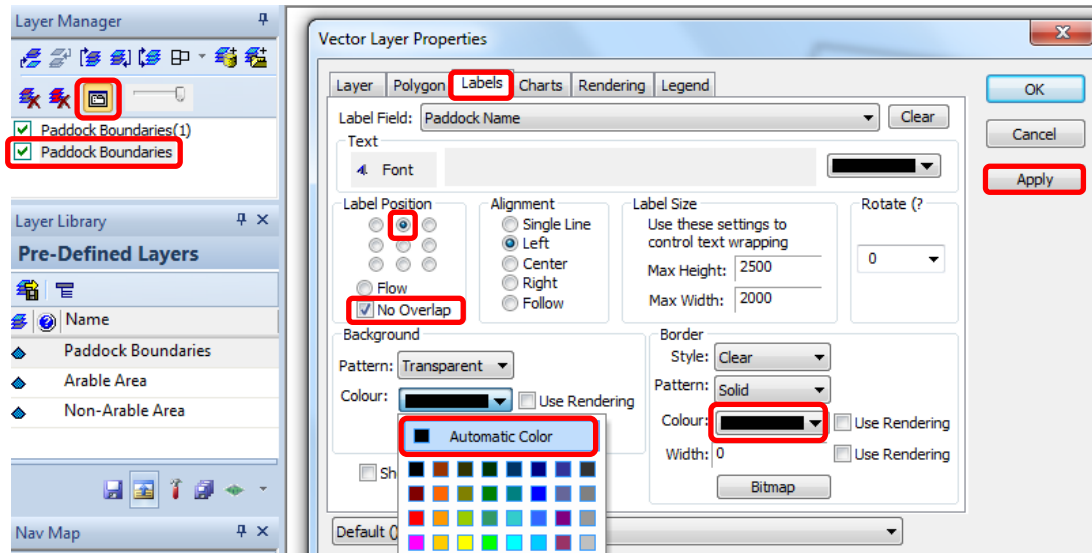 Layer Manager
Paddock Boundaries(1)
Paddock Boundaries
Layer Library
Pre-Defined Layers
Name
Paddock Boundaries
Arable Area
Non-Arable Area
Nav Map
Vector Layer Properties
Layer Polygon Labels Charts Rendering Legend
Label Field: Paddock Name Clear
Text
Font
Label Position
Flow
No Overlap
Alignment
Single Line
Left
Center
Right
Follow
Label Size
Use these settings to
control text wrapping
Max Height: 2500
Max Width: 2000
Rotate (?
0
Background
Pattern: Transparent
Colour: Use Rendering
Automatic Color
Sh
Border
Style: Clear
Pattern: Solid
Colour: Use Rendering
Width: 0 Use Rendering
Bitmap
Default ()
OK
Cancel
Apply